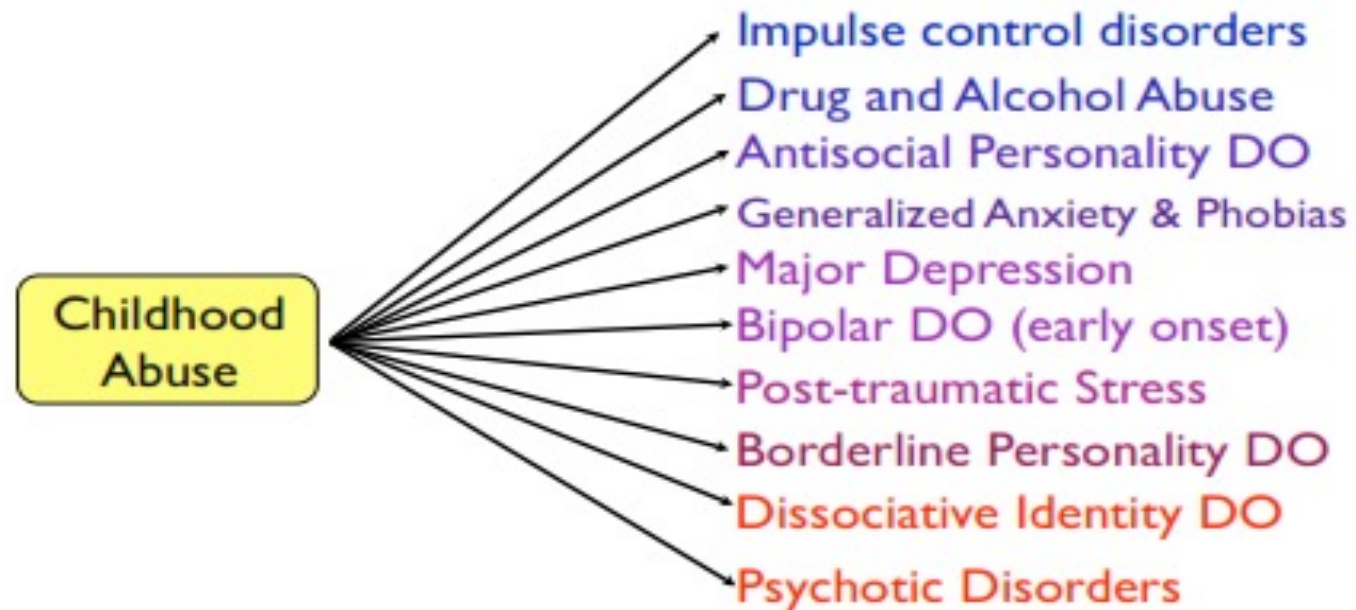 Childhood
Abuse
Impulse control disorders
Drug and Alcohol Abuse
Antisocial Personality DO
Generalized Anxiety & Phobias
Major Depression
Bipolar DO (early onset)
Post-traumatic Stress
Borderline Personality DO
Dissociative Identity DO
Psychotic Disorders